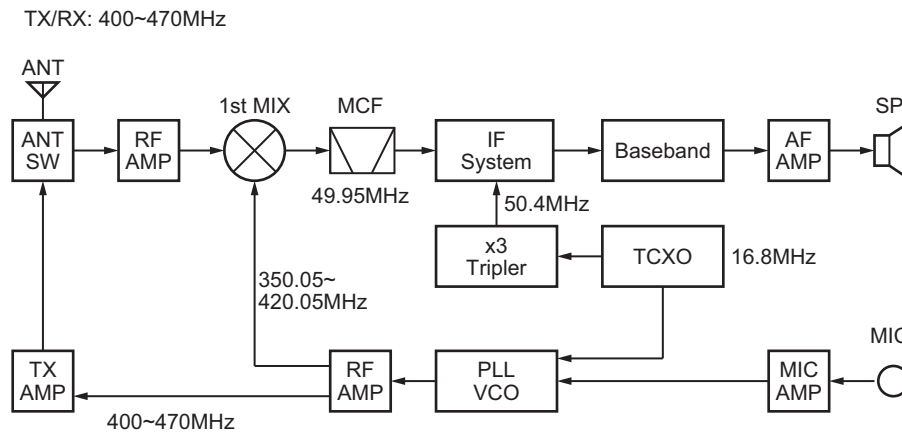 TX/RX: 400~470MHz
ANT
1st MIX
MCF
SP
ANT
SW
RF
AMP
IF
System
Baseband
AF
AMP
49.95MHz
50.4MHz
x3
Tripler
TCXO
16.8MHz
350.05~
420.05MHz
MIC
TX
AMP
RF
AMP
PLL
VCO
MIC
AMP
400~470MHz